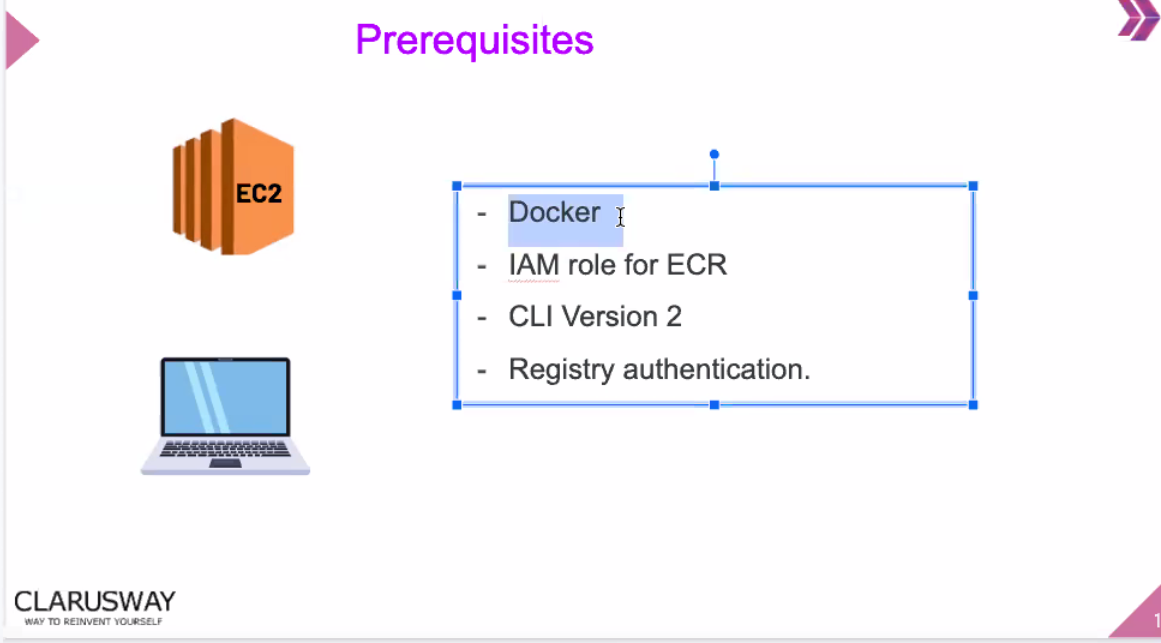 Prerequisites
EC2
- Docker
- IAM role for ECR
- CLI Version 2
- Registry authentication.
CLARUSWAY
WAY TO REINVENT YOURSELF
1